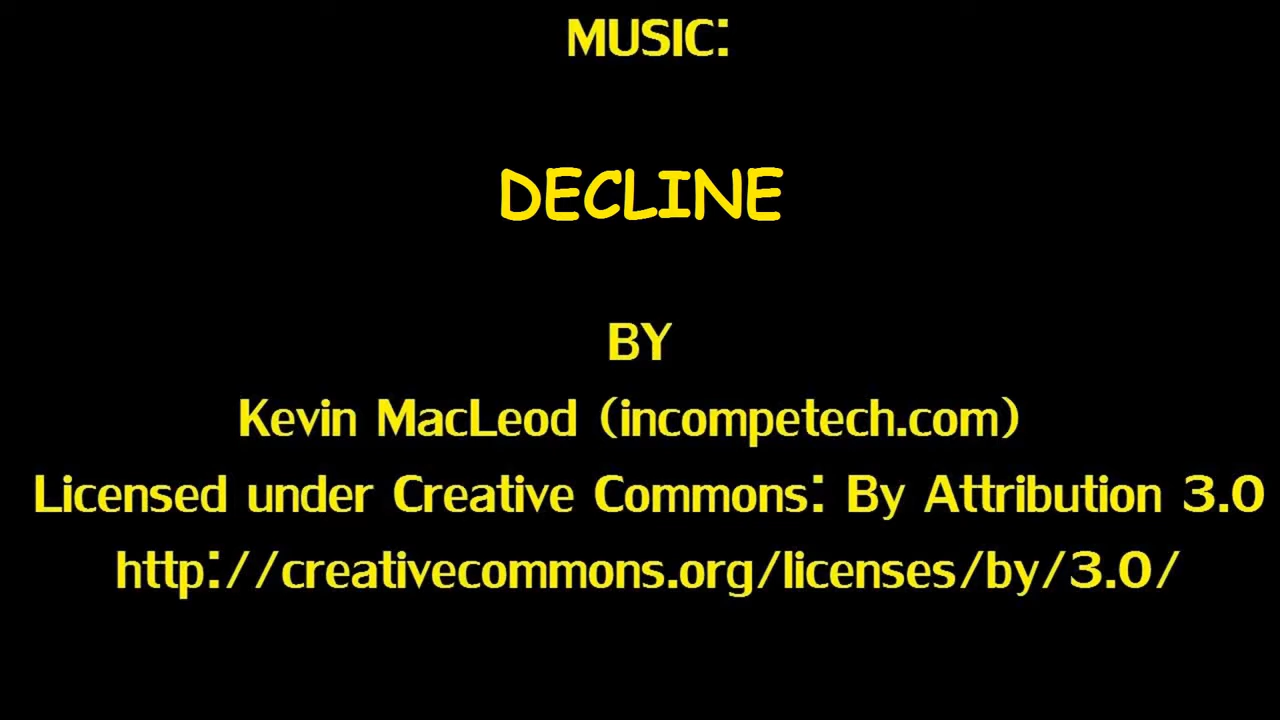 MUSIC:
DECLINE
BY
Kevin MacLeod (incompetech.com)
Licensed under Creative Commons: By Attribution 3.0
http://creativecommons.org/licenses/by/3.0/